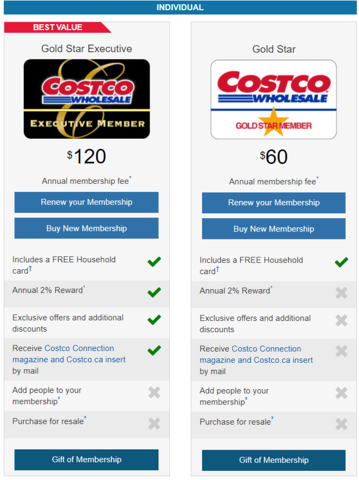 INDIVIDUAL
BEST VALUE
Gold Star Executive
COSTCO
WHOLESALE
EXECUTIVE MEMBER
$120
Annual membership fee*
Renew your Membership
Buy New Membership
Includes a FREE Household
card†
Annual 2% Reward*
Exclusive offers and additional
discounts
Receive Costco Connection
magazine and Costco.ca insert
by mail
Add people to your
membership*
Purchase for resale*
Gift of Membership
Gold Star
COSTCO
WHOLESALE
GOLD STAR MEMBER
$60
Annual membership fee*
Renew your Membership
Buy New Membership
Includes a FREE Household
card†
Annual 2% Reward*
Exclusive offers and additional
discounts
Receive Costco Connection
magazine and Costco.ca insert
by mail
Add people to your
membership*
Purchase for resale*
Gift of Membership